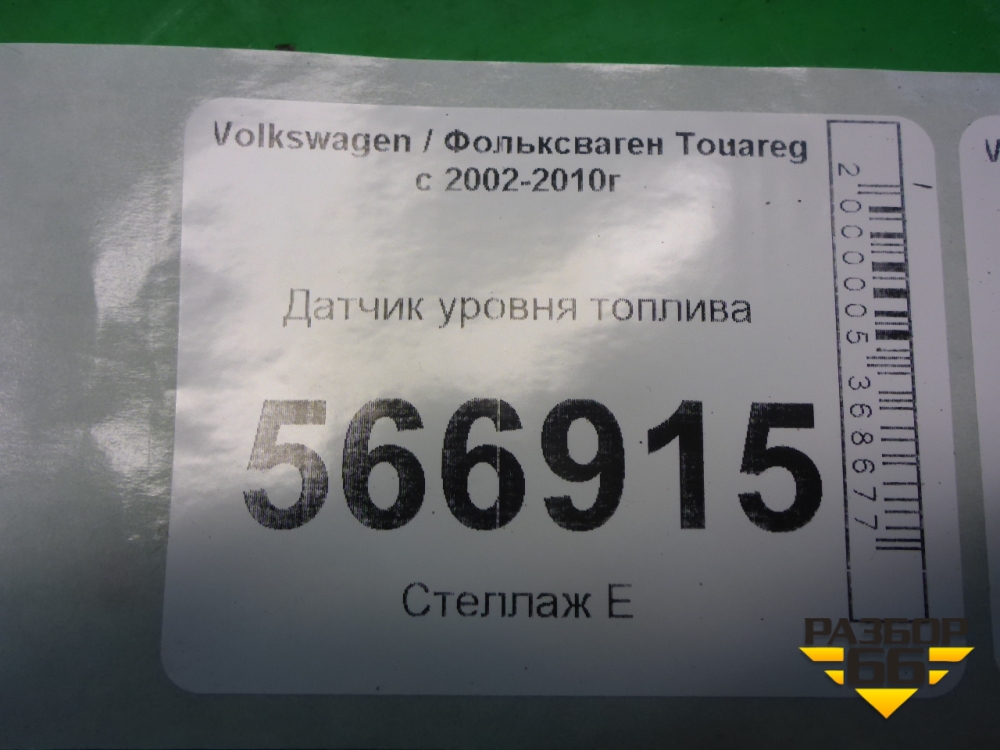 Volkswagen / Фольксваген Touareg
с 2002-2010г
Датчик уровня топлива
566915
Стеллаж Е
2000005368677
РАЗБОР
66
V